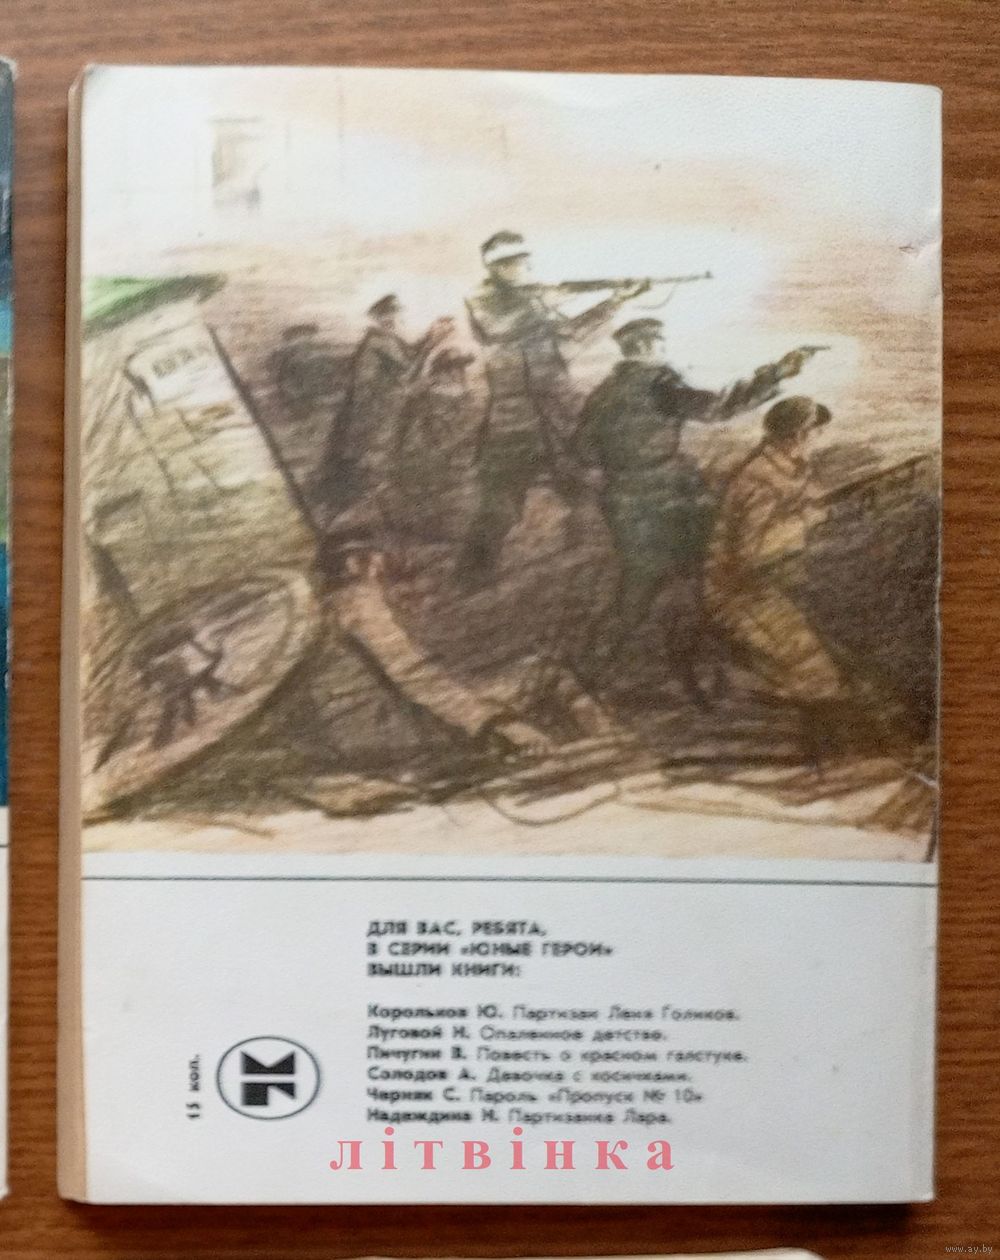 ДЛЯ ВАС, РЕБЯТА,
В СЕРИИ «ЮНЫЕ ГЕРОИ»
ВЫШЛИ КНИГИ:
Корольков Ю. Партизан Леня Голиков.
Луговой Н. Опаленное детство.
Пичугин В. Повесть о красном галстуке.
Солодов А. Девочка с косичками.
Черняк С. Пароль «Пропуск № 10»
Надеждина Н. Партизанка Лара.
15 коп.
літвінка
www.ay.by